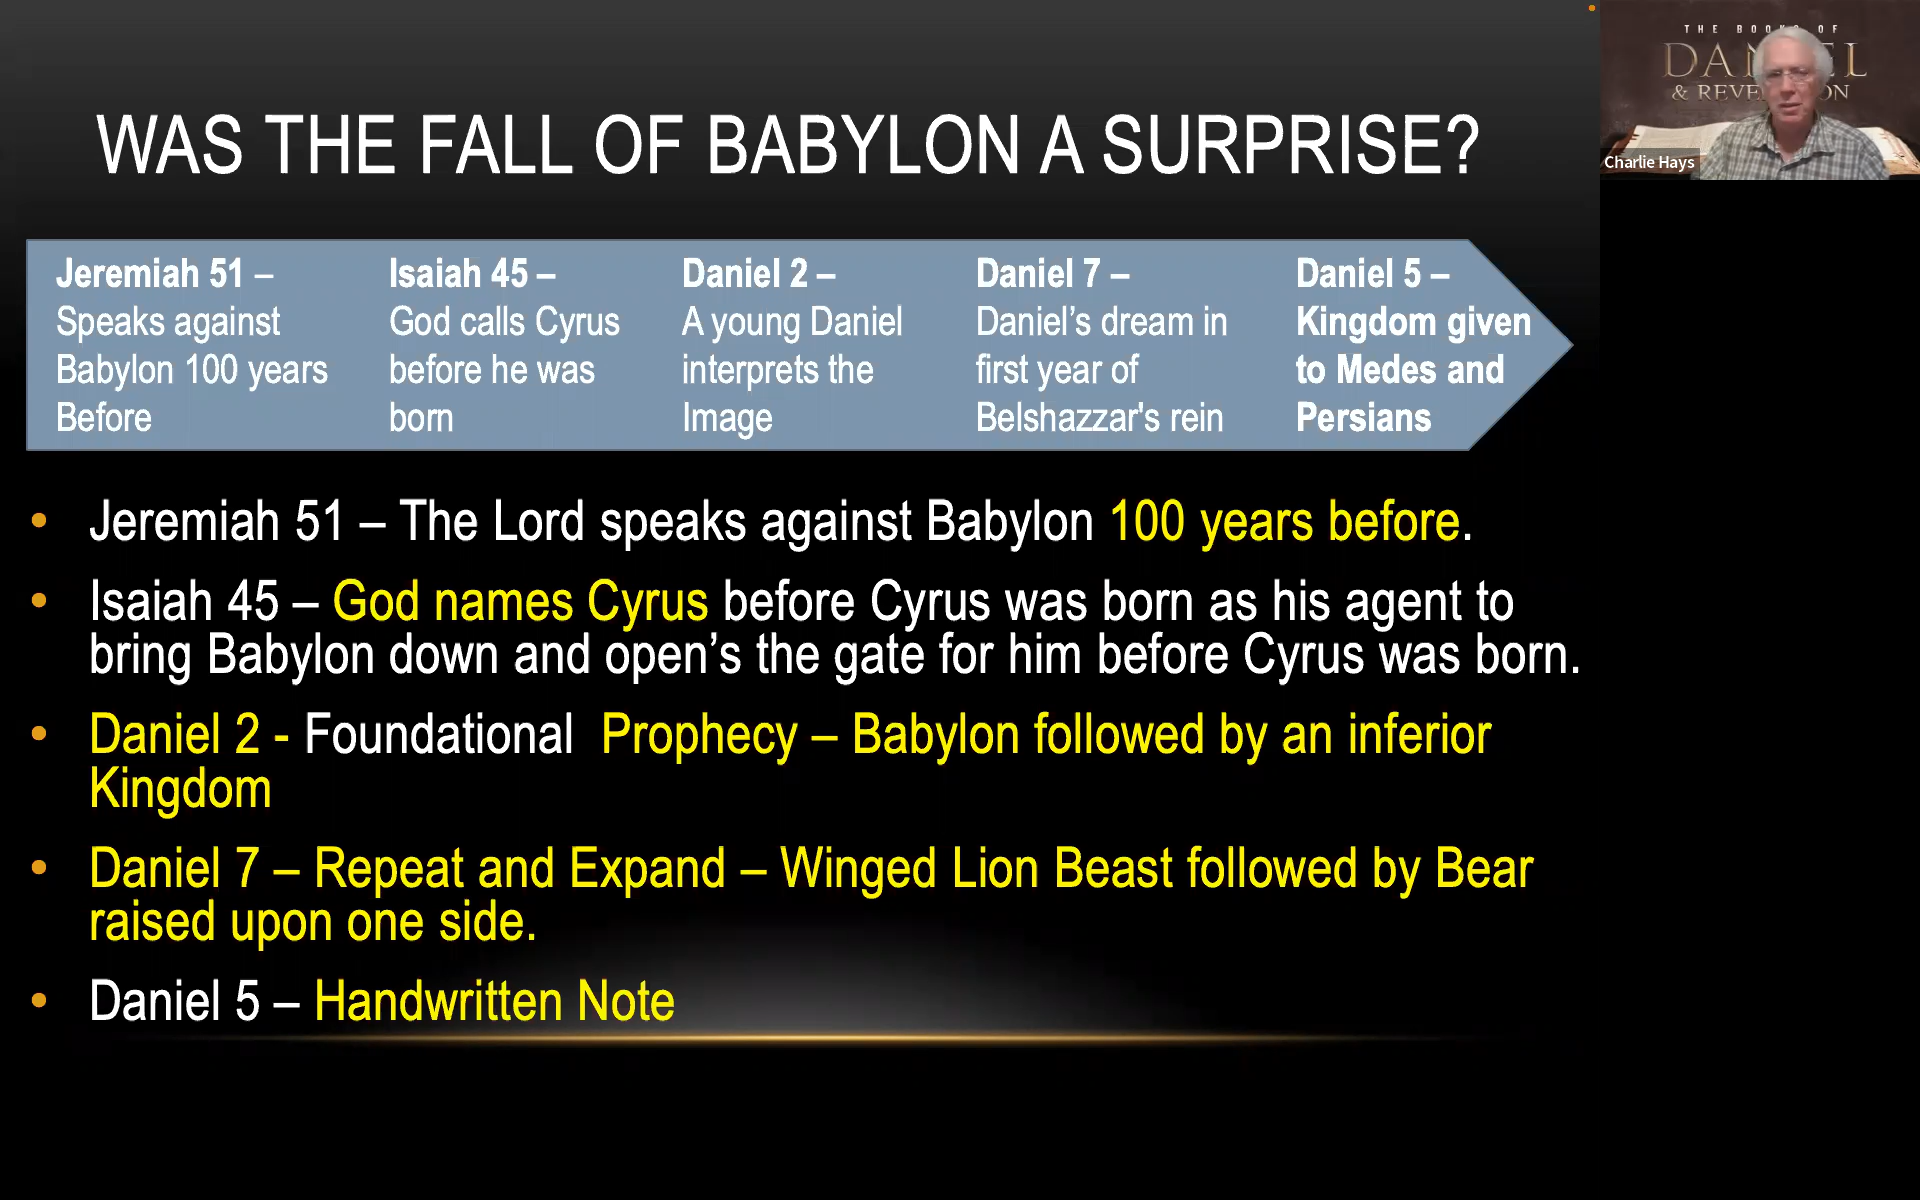 WAS THE FALL OF BABYLON A SURPRISE?
Jeremiah 51 –
Speaks against
Babylon 100 years
Before
Isaiah 45 –
God calls Cyrus
before he was
born
Daniel 2 –
A young Daniel
interprets the
Image
Daniel 7 –
Daniel’s dream in
first year of
Belshazzar's rein
Daniel 5 –
Kingdom given
to Medes and
Persians
• Jeremiah 51 – The Lord speaks against Babylon 100 years before.
• Isaiah 45 – God names Cyrus before Cyrus was born as his agent to
bring Babylon down and open’s the gate for him before Cyrus was born.
• Daniel 2 - Foundational Prophecy – Babylon followed by an inferior
Kingdom
• Daniel 7 – Repeat and Expand – Winged Lion Beast followed by Bear
raised upon one side.
• Daniel 5 – Handwritten Note
THE OF
&
Charlie Hays